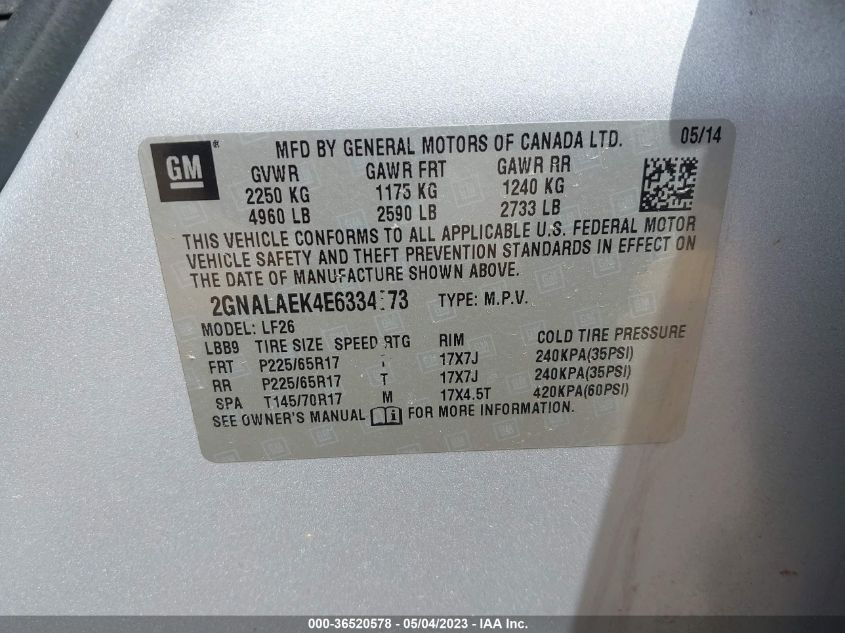 GM ®
MFD BY GENERAL MOTORS OF CANADA LTD. 05/14
GVWR GAWR FRT GAWR RR
2250 KG 1175 KG 1240 KG
4960 LB 2590 LB 2733 LB
THIS VEHICLE CONFORMS TO ALL APPLICABLE U.S. FEDERAL MOTOR
VEHICLE SAFETY AND THEFT PREVENTION STANDARDS IN EFFECT ON
THE DATE OF MANUFACTURE SHOWN ABOVE.
TYPE: M.P.V.
MODEL: LF26
LBB9 TIRE SIZE SPEED RTG RIM COLD TIRE PRESSURE
FRT P225/65R17 17X7J 240KPA(35PSI)
RR P225/65R17 T 17X7J 240KPA(35PSI)
SPA T145/70R17 M 17X4.5T 420KPA(60PSI)
SEE OWNER'S MANUAL FOR MORE INFORMATION.
000-36520578 - 05/04/2023 - IAA Inc.